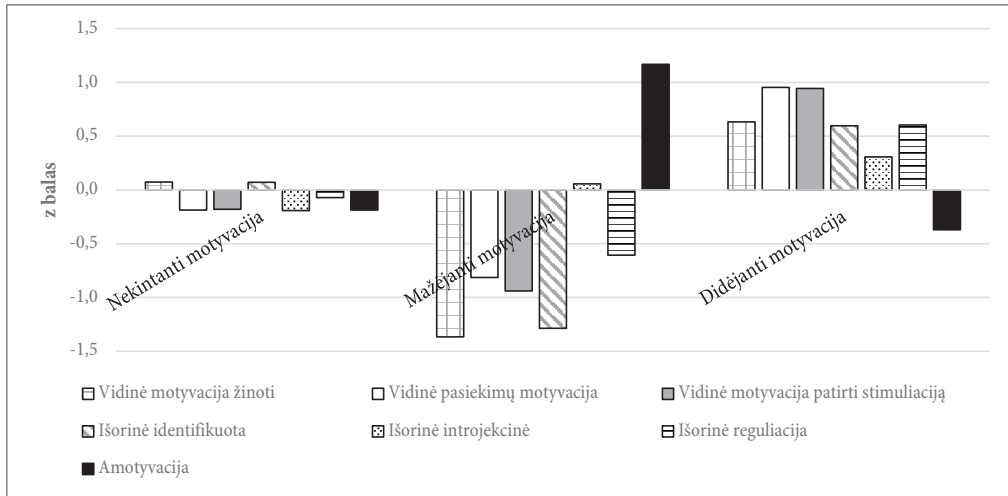 1,5
1,0
0,5
0,0
-0,5
-1,0
-1,5
z balas
Nekintanti motyvacija
Mažėjanti motyvacija
Didėjanti motyvacija
Vidinė motyvacija žinoti
Vidinė pasiekimų motyvacija
Vidinė motyvacija patirti stimuliaciją
Išorinė identifikuota
Išorinė introjekcinė
Išorinė reguliacija
Amotyvacija